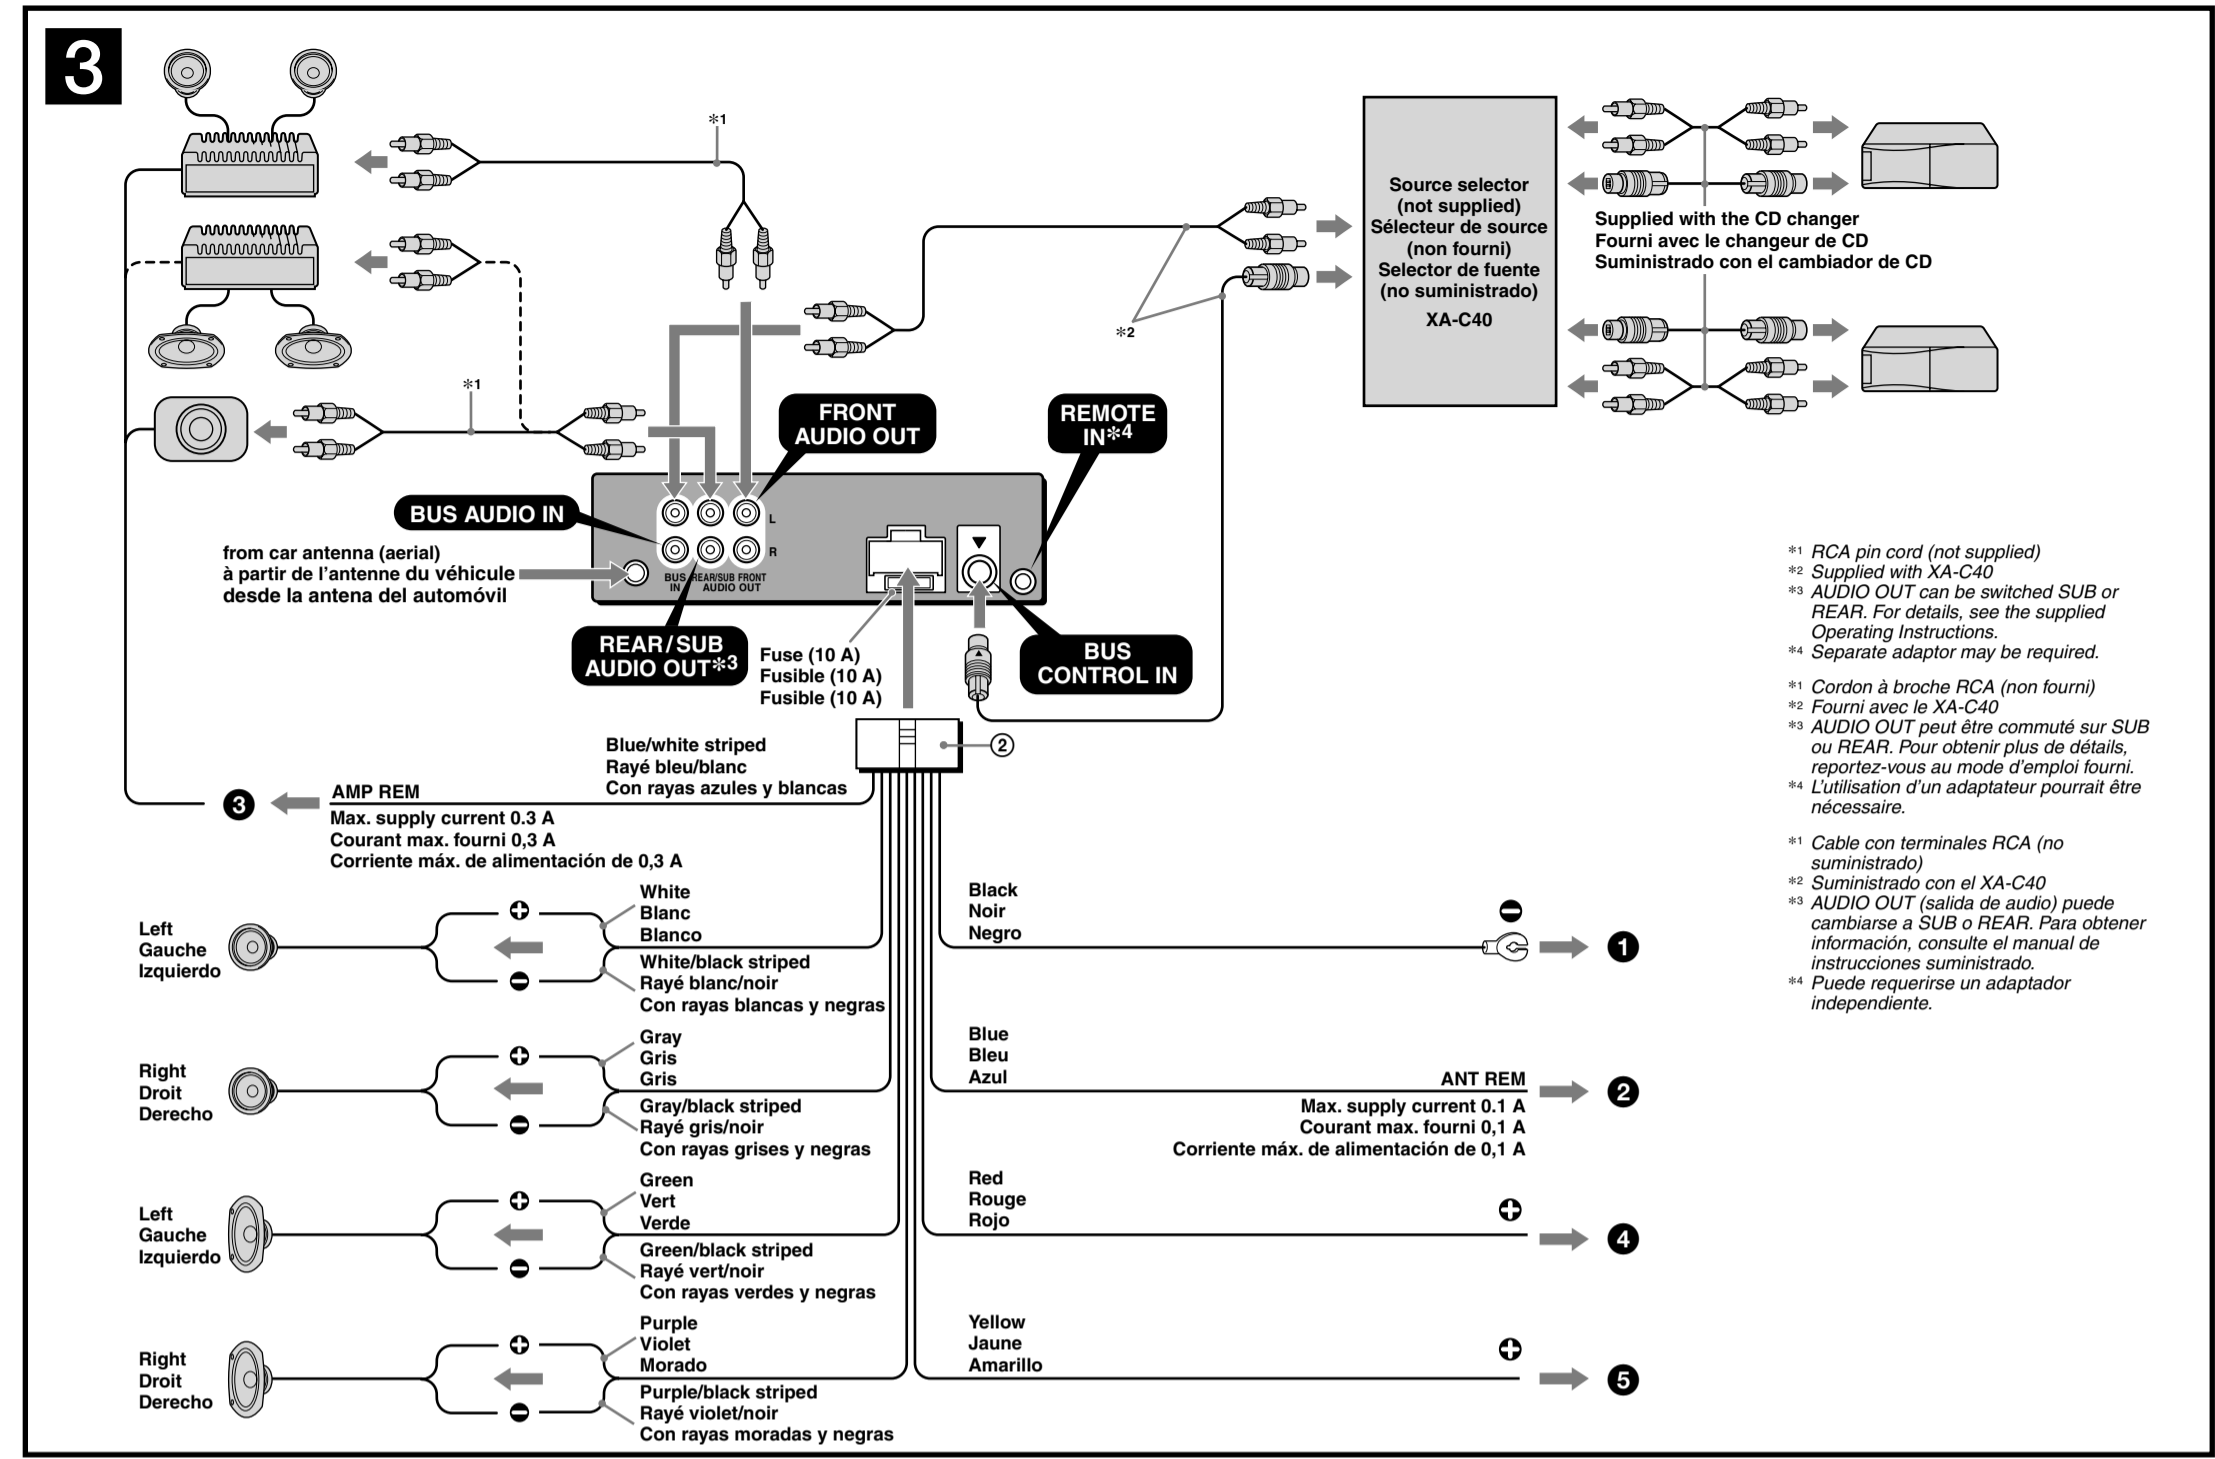 3
*1
Source selector
(not supplied)
Sélecteur de source
(non fourni)
Selector de fuente
(no suministrado)
XA-C40
Supplied with the CD changer
Fourni avec le changeur de CD
Suministrado con el cambiador de CD
*2
*1
FRONT
AUDIO OUT
REMOTE
IN*4
BUS AUDIO IN
L
R
from car antenna (aerial)
à partir de l'antenne du véhicule
desde la antena del automóvil
BUS REAR/SUB FRONT
IN AUDIO OUT
REAR/SUB
AUDIO OUT*3
Fuse (10 A)
Fusible (10 A)
Fusible (10 A)
BUS
CONTROL IN
2
Blue/white striped
Rayé bleu/blanc
Con rayas azules y blancas
3
AMP REM
Max. supply current 0.3 A
Courant max. fourni 0,3 A
Corriente máx. de alimentación de 0,3 A
Left
Gauche
Izquierdo
+
−
White
Blanc
Blanco
White/black striped
Rayé blanc/noir
Con rayas blancas y negras
Right
Droit
Derecho
+
−
Gray
Gris
Gris
Gray/black striped
Rayé gris/noir
Con rayas grises y negras
Left
Gauche
Izquierdo
+
−
Green
Vert
Verde
Green/black striped
Rayé vert/noir
Con rayas verdes y negras
Right
Droit
Derecho
+
−
Purple
Violet
Morado
Purple/black striped
Rayé violet/noir
Con rayas moradas y negras
Black
Noir
Negro
−
1
Blue
Bleu
Azul
ANT REM
2
Max. supply current 0.1 A
Courant max. fourni 0,1 A
Corriente máx. de alimentación de 0,1 A
Red
Rouge
Rojo
+
4
Yellow
Jaune
Amarillo
+
5
*1 RCA pin cord (not supplied)
*2 Supplied with XA-C40
*3 AUDIO OUT can be switched SUB or
REAR. For details, see the supplied
Operating Instructions.
*4 Separate adaptor may be required.
*1 Cordon à broche RCA (non fourni)
*2 Fourni avec le XA-C40
*3 AUDIO OUT peut être commuté sur SUB
ou REAR. Pour obtenir plus de détails,
reportez-vous au mode d'emploi fourni.
*4 L'utilisation d'un adaptateur pourrait être
nécessaire.
*1 Cable con terminales RCA (no
suministrado)
*2 Suministrado con el XA-C40
*3 AUDIO OUT (salida de audio) puede
cambiarse a SUB o REAR. Para obtener
información, consulte el manual de
instrucciones suministrado.
*4 Puede requerirse un adaptador
independiente.